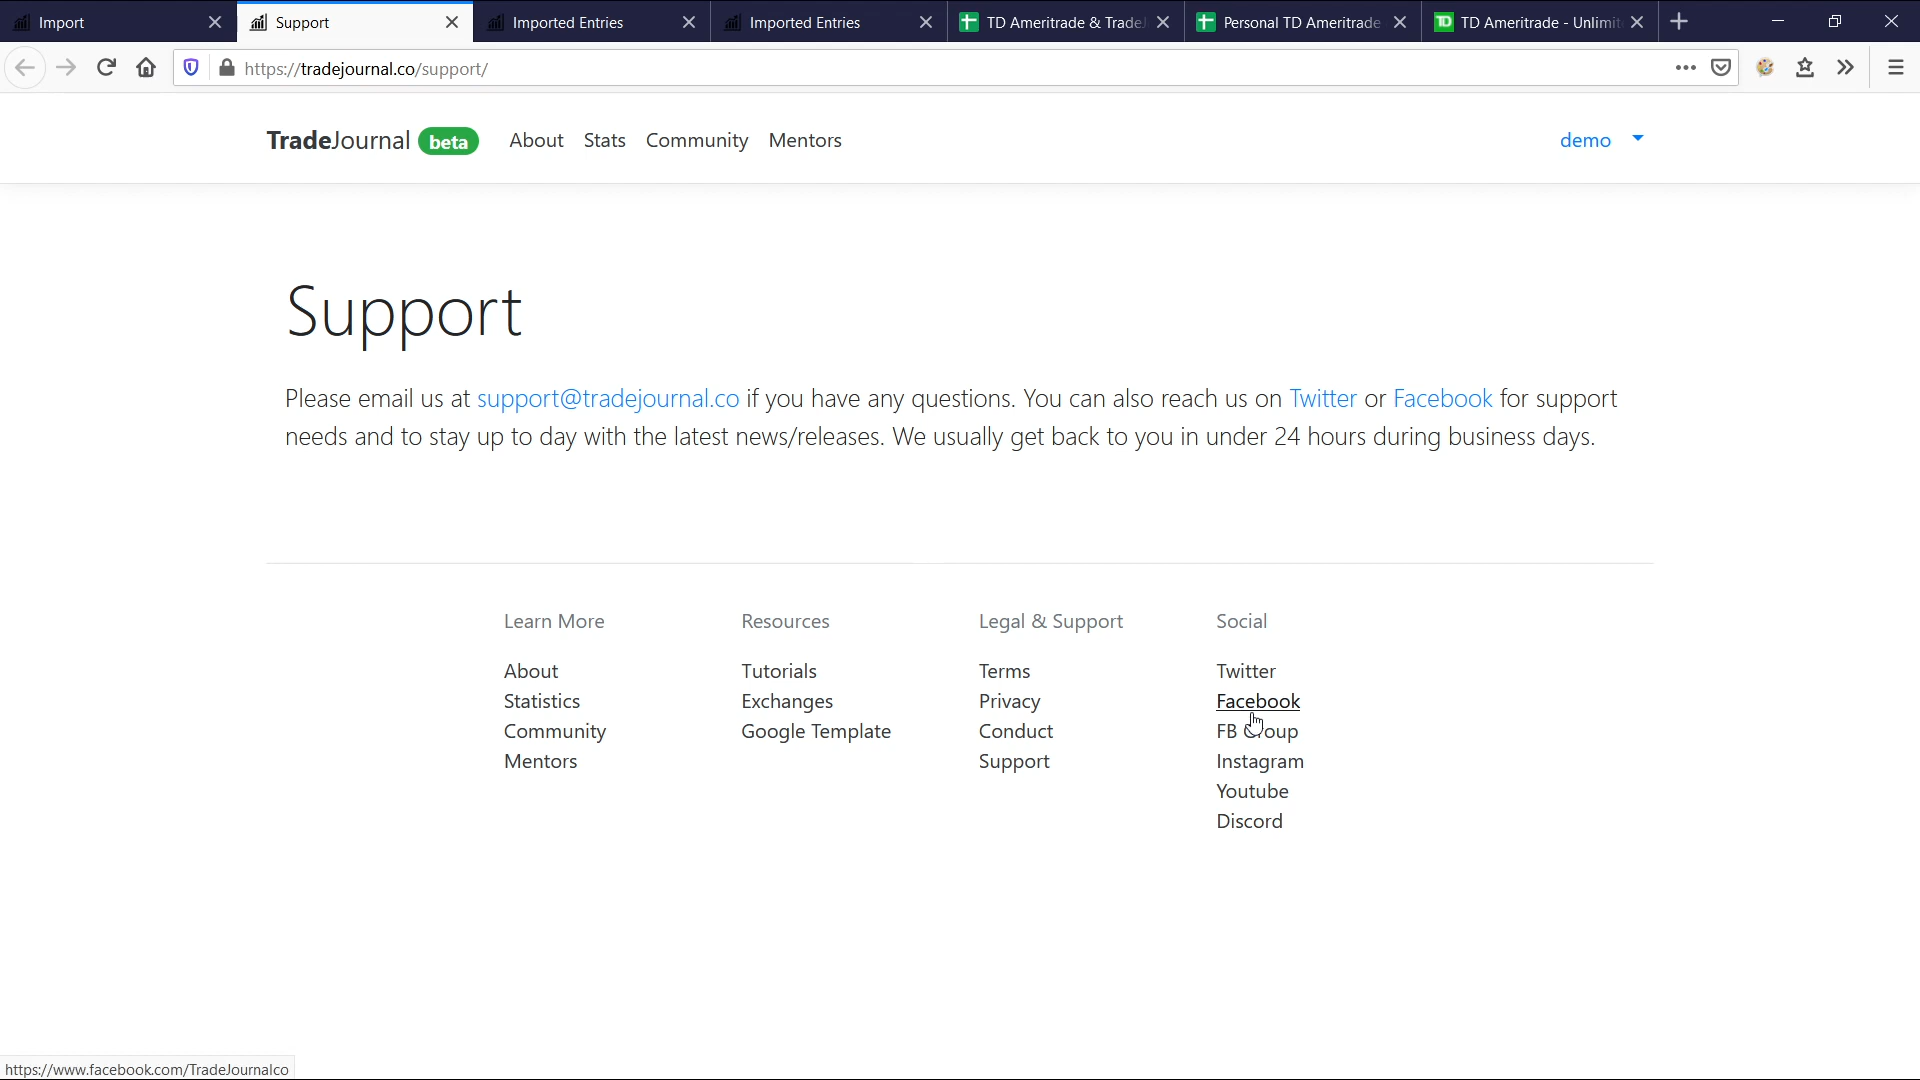 Import
Support
Imported Entries
Imported Entries
TD Ameritrade & Trade
Personal TD Ameritrade
TD Ameritrade - Unlimit
https://tradejournal.co/support/
TradeJournal beta About Stats Community Mentors demo
Support
Please email us at support@tradejournal.co if you have any questions. You can also reach us on Twitter or Facebook for support
needs and to stay up to day with the latest news/releases. We usually get back to you in under 24 hours during business days.
Learn More
About
Statistics
Community
Mentors
Resources
Tutorials
Exchanges
Google Template
Legal & Support
Terms
Privacy
Conduct
Support
Social
Twitter
Facebook
FB Group
Instagram
Youtube
Discord
https://www.facebook.com/TradeJournalco